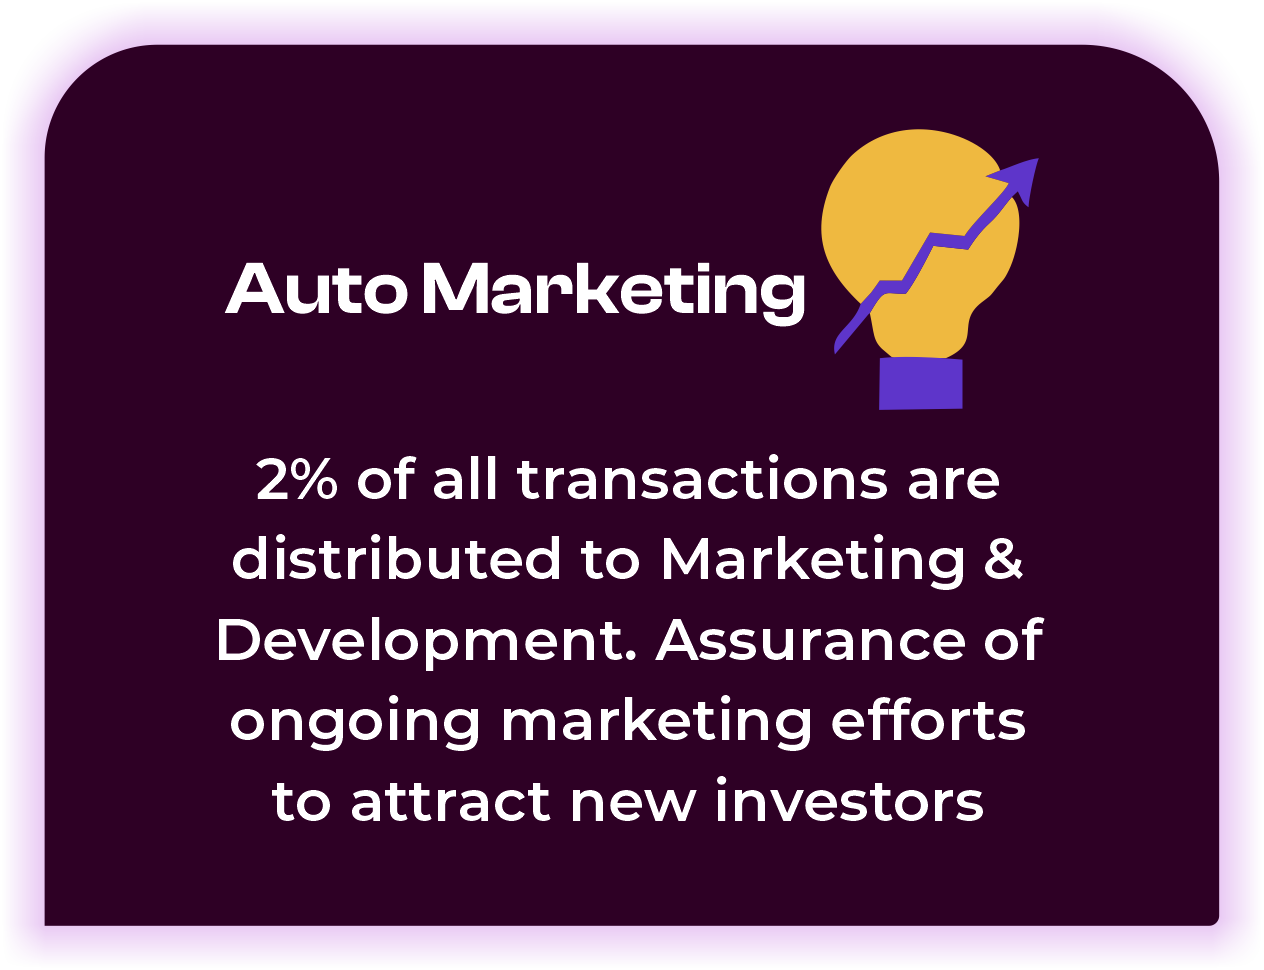 Auto Marketing
2% of all transactions are
distributed to Marketing &
Development. Assurance of
ongoing marketing efforts
to attract new investors